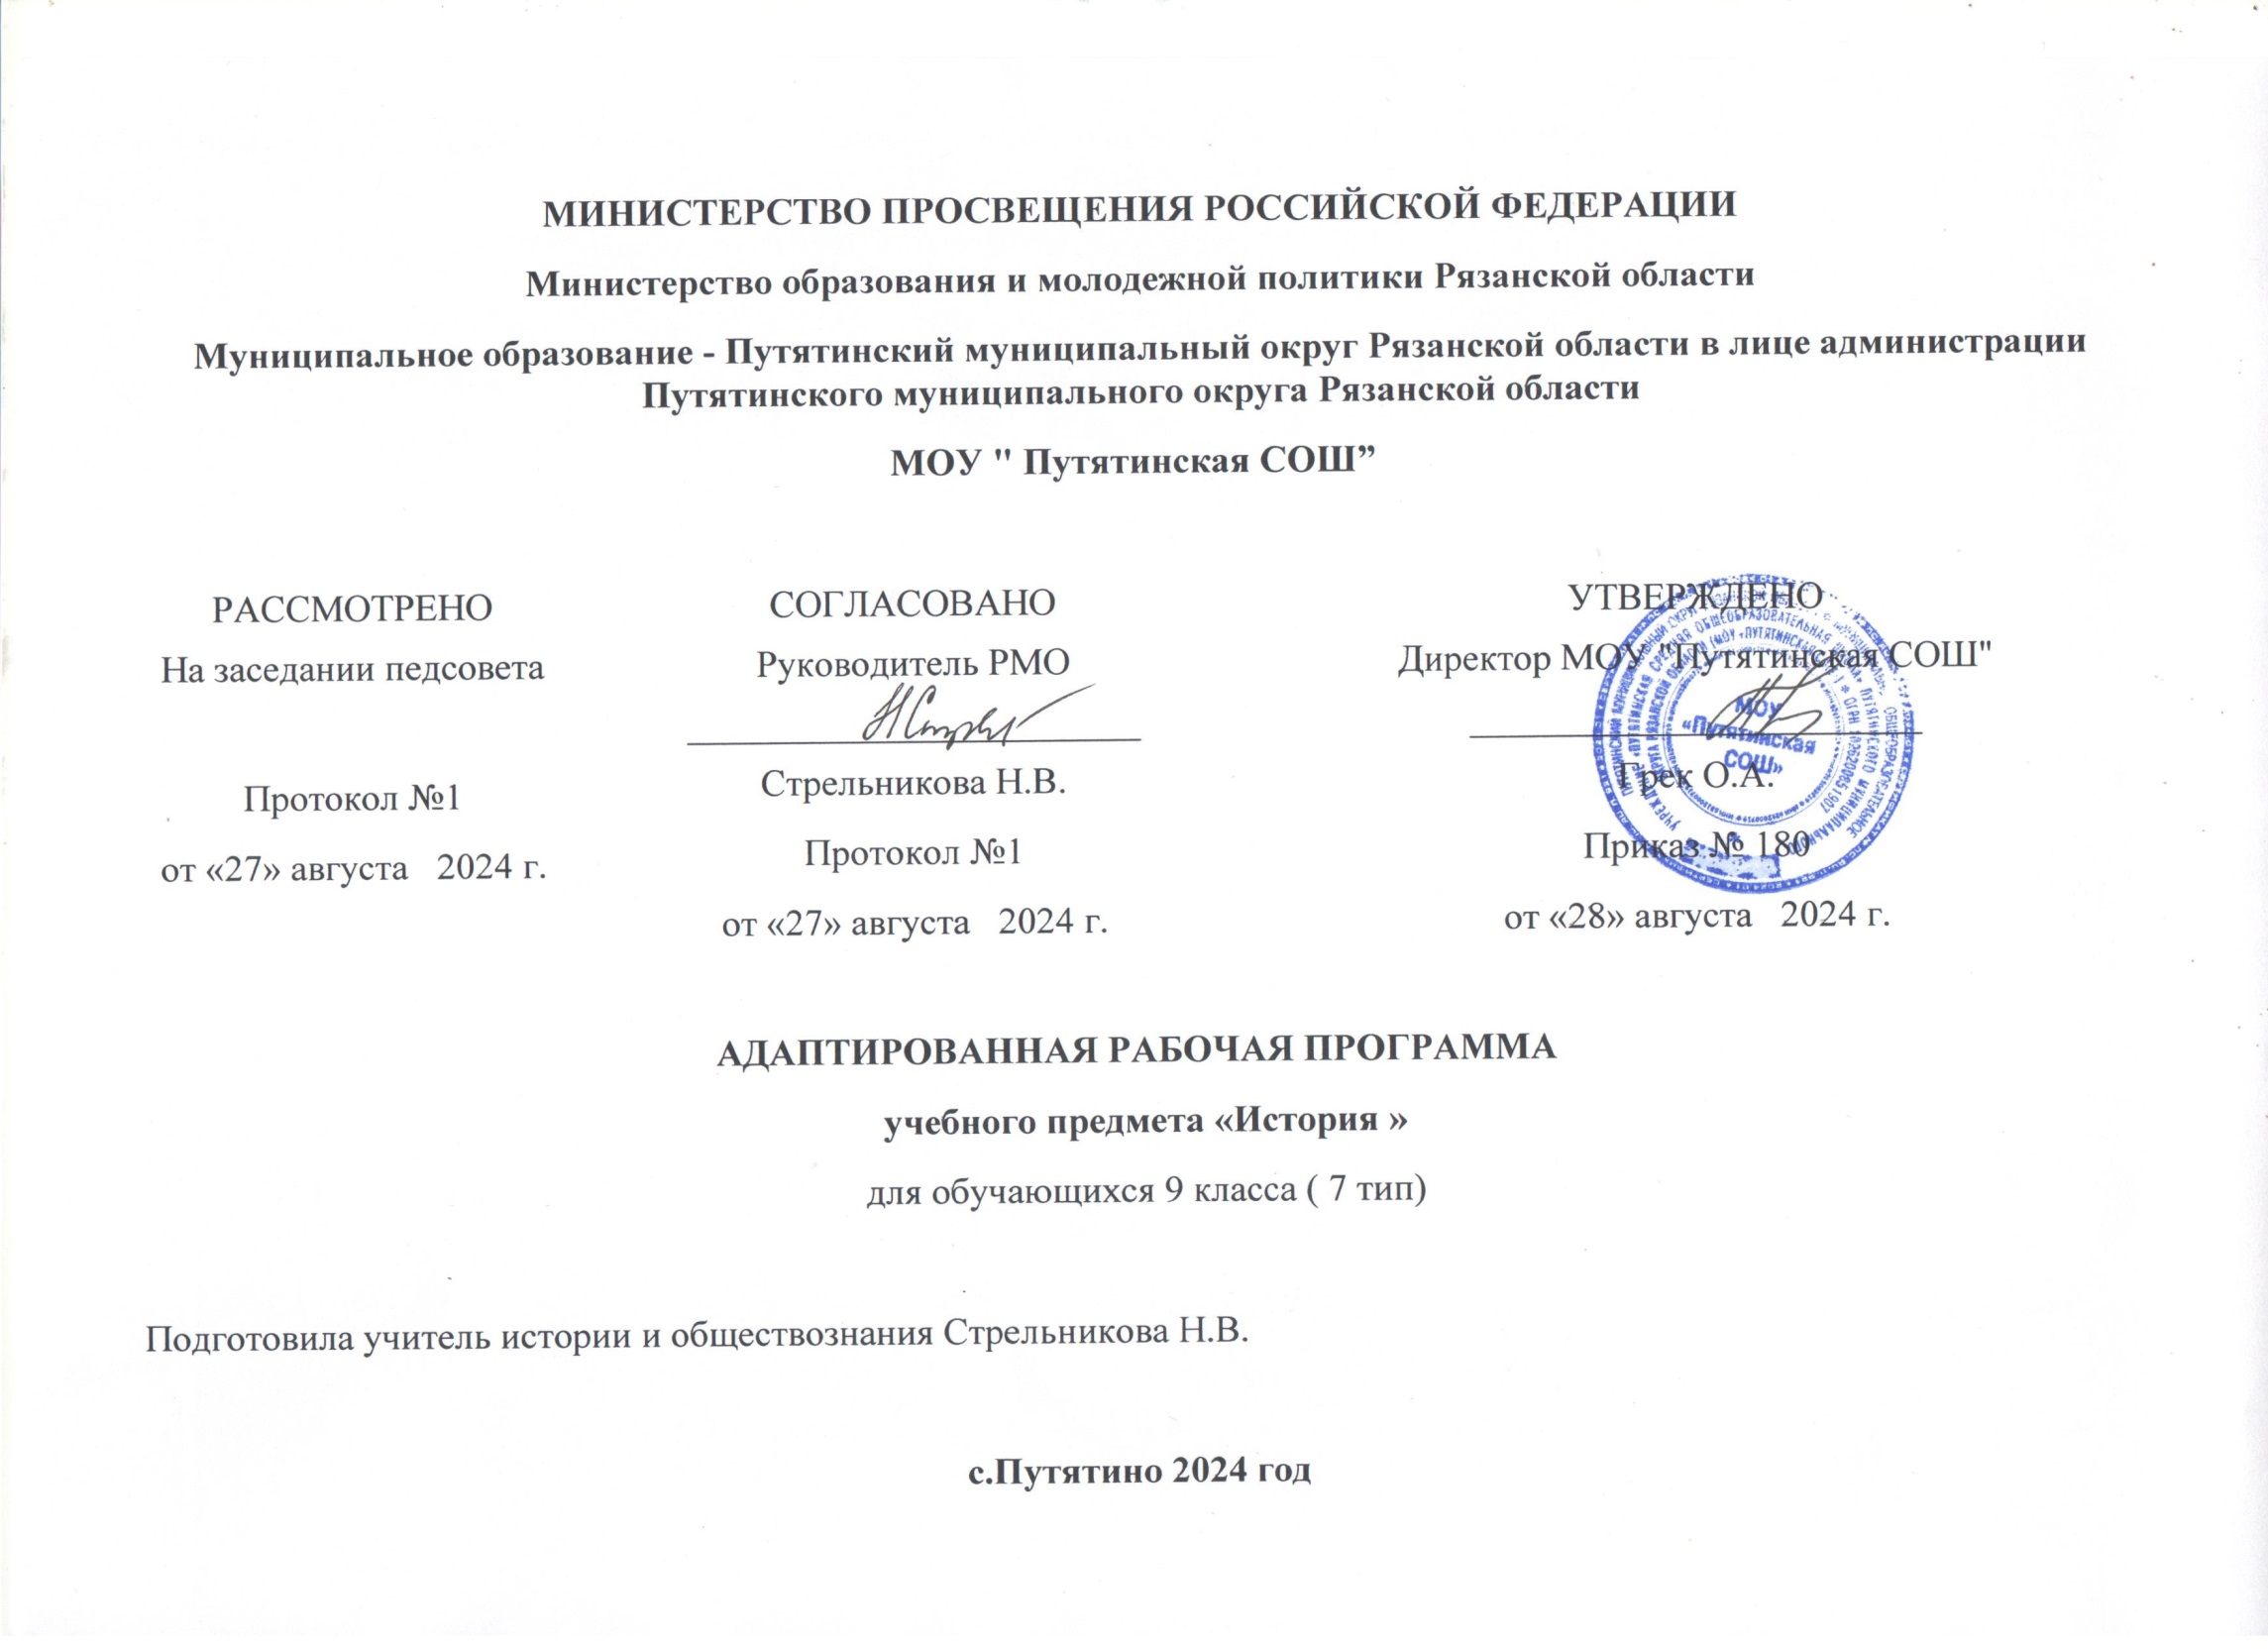 МИНИСТЕРСТВО ПРОСВЕЩЕНИЯ РОССИЙСКОЙ ФЕДЕРАЦИИ
Министерство образования и молодежной политики Рязанской области
Муниципальное образование - Путятинский муниципальный округ Рязанской области в лице администрации
Путятинского муниципального округа Рязанской области
МОУ " Путятинская СОШ”
РАССМОТРЕНО
На заседании педсовета
Протокол №1
от «27» августа 2024 г.
СОГЛАСОВАНО
Руководитель РМО
Стрельникова Н.В.
Протокол №1
от «27» августа 2024 г.
УТВЕРЖДЕНО
Директор МОУ "Путятинская СОШ"
Грек О.А.
Приказ № 180
от «28» августа 2024 г.
МОУ
«Путятинская
СОШ»
АДАПТИРОВАННАЯ РАБОЧАЯ ПРОГРАММА
учебного предмета «История »
для обучающихся 9 класса ( 7 тип)
Подготовила учитель истории и обществознания Стрельникова Н.В.
с.Путятино 2024 год